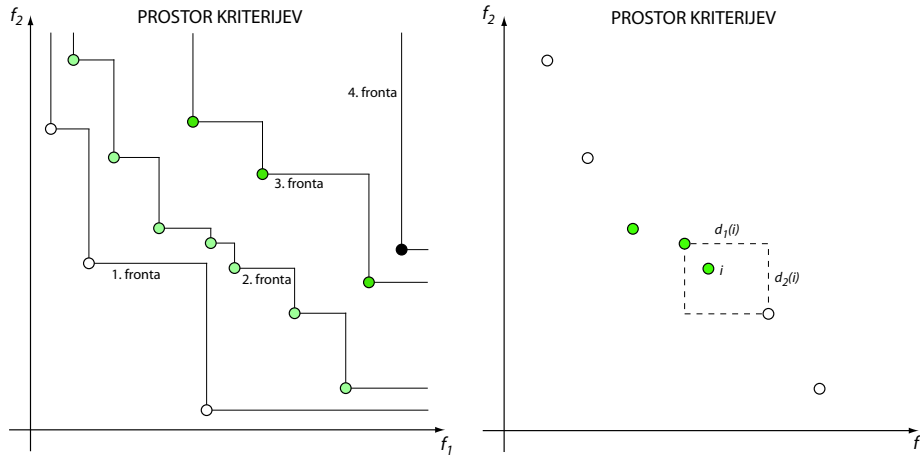 PROSTOR KRITERIJEV
f2
4. fronta
3. fronta
1. fronta
2. fronta
f1
PROSTOR KRITERIJEV
f2
d1(i)
i
d2(i)
f